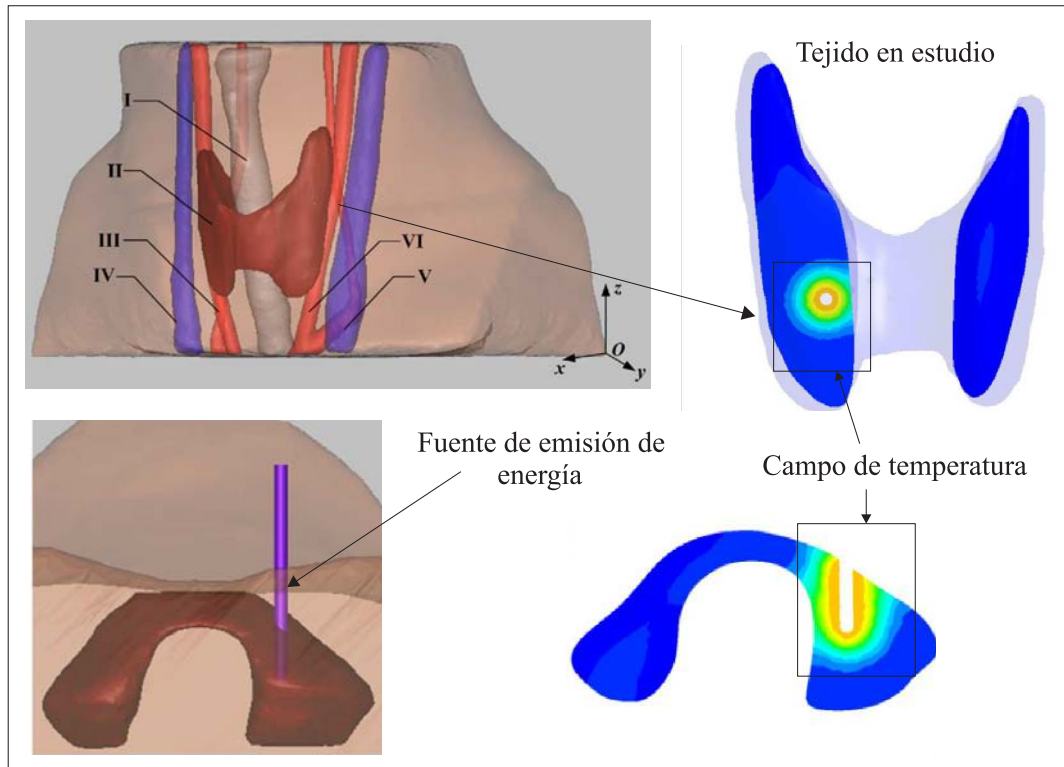 Tejido en estudio
I
II
III
IV
VI
V
z
O
x
y
Fuente de emisión de
energía
Campo de temperatura